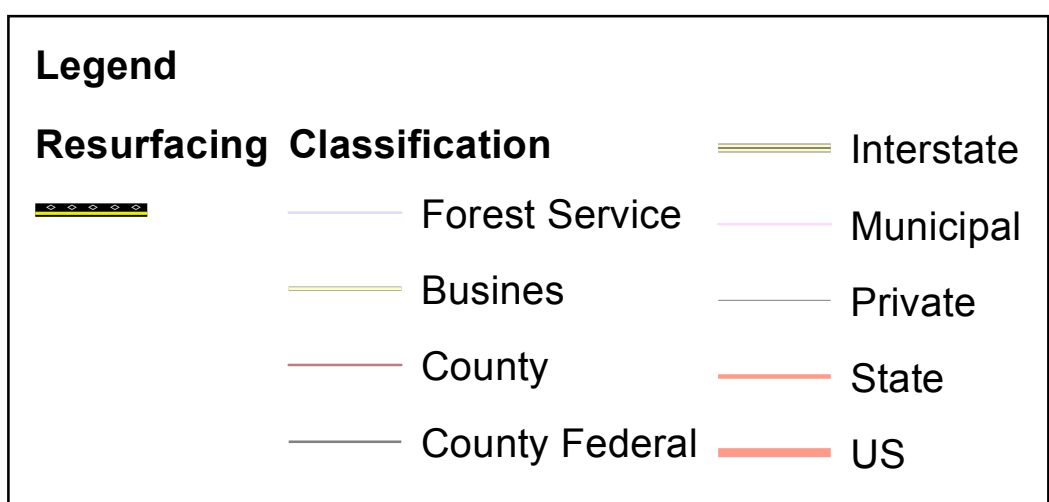 Legend
Resurfacing
Classification
Forest Service
Busines
County
County Federal
Interstate
Municipal
Private
State
US